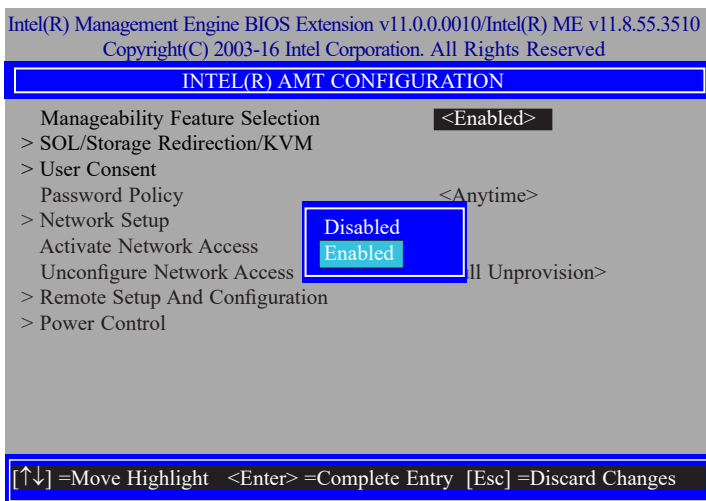 Intel(R) Management Engine BIOS Extension v11.0.0.0010/Intel(R) ME v11.8.55.3510
Copyright(C) 2003-16 Intel Corporation. All Rights Reserved
INTEL(R) AMT CONFIGURATION
Manageability Feature Selection <Enabled>
> SOL/Storage Redirection/KVM
> User Consent
Password Policy <Anytime>
> Network Setup
Activate Network Access
Unconfigure Network Access ll Unprovision>
> Remote Setup And Configuration
> Power Control
Disabled
Enabled
[↑↓] =Move Highlight <Enter> =Complete Entry [Esc] =Discard Changes